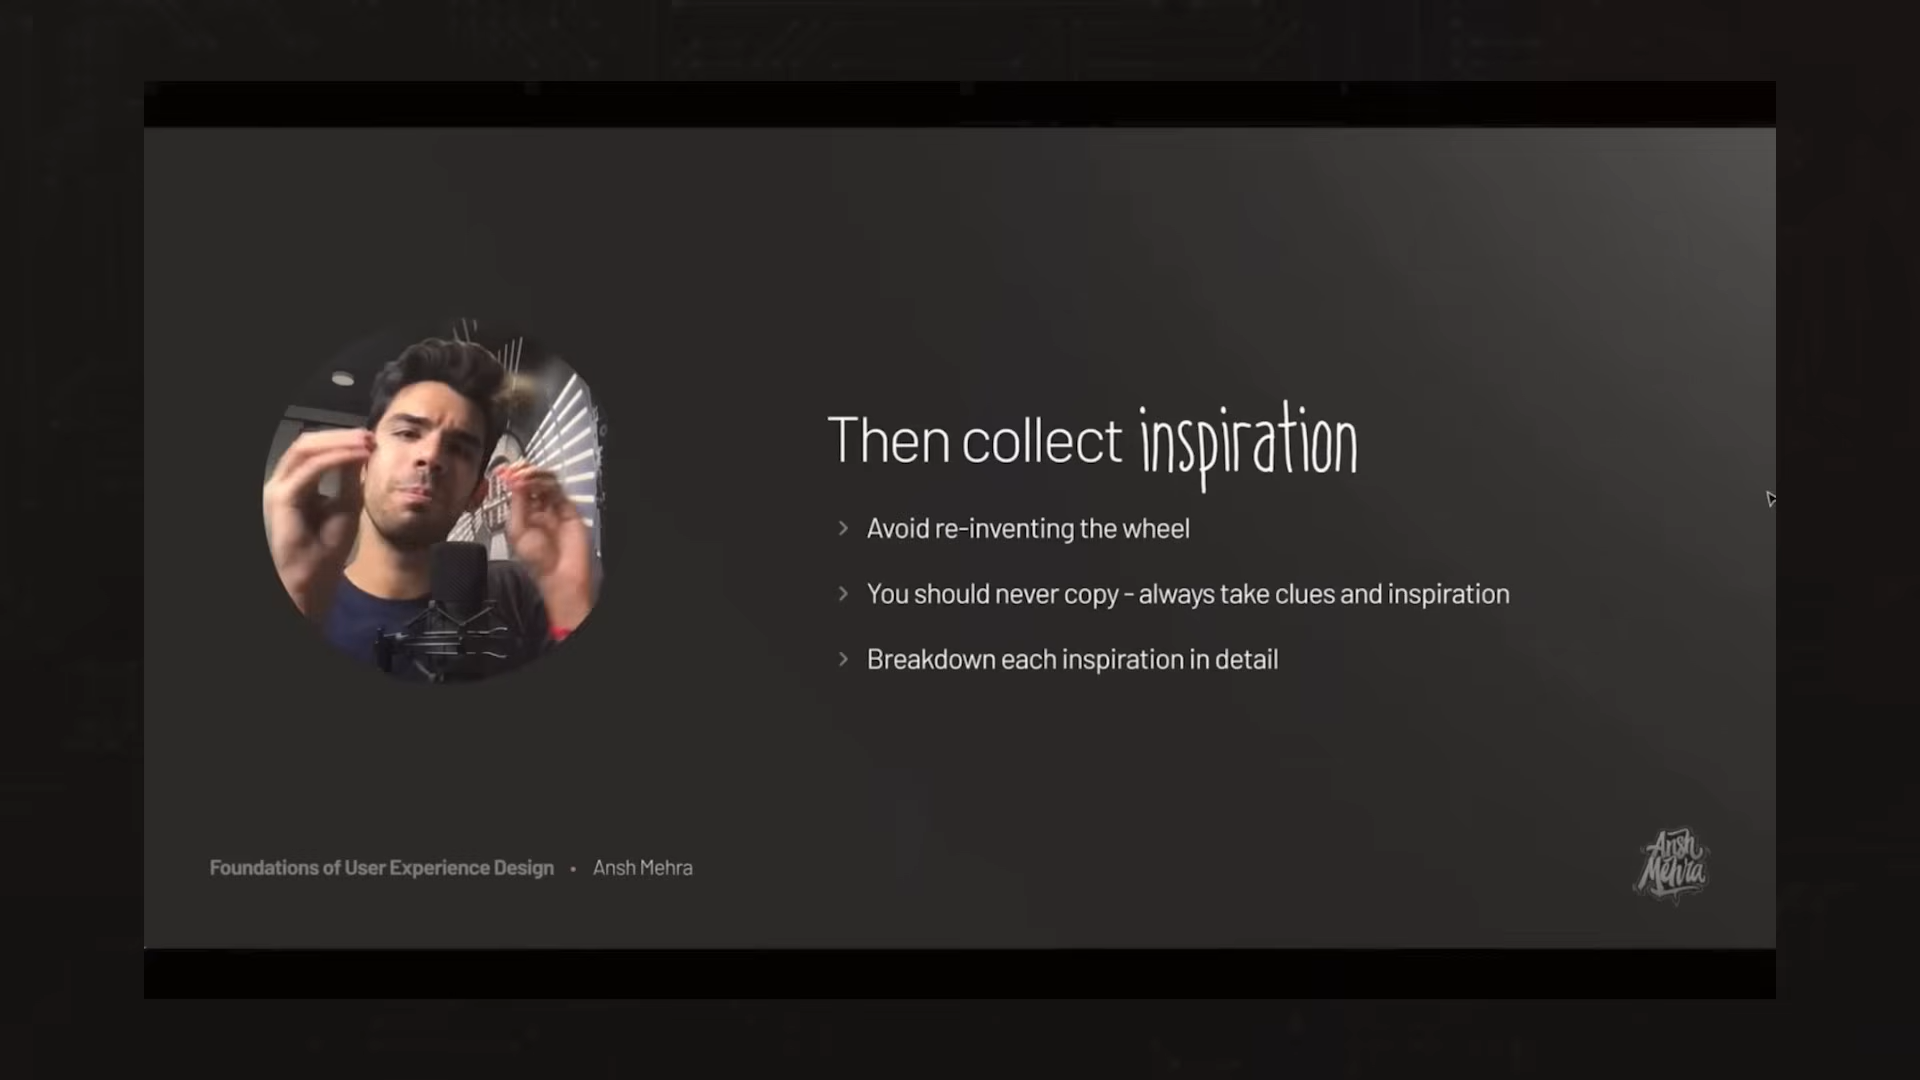 Then collect inspiration
Avoid re-inventing the wheel
You should never copy - always take clues and inspiration
Breakdown each inspiration in detail
Foundations of User Experience Design • Ansh Mehra
Ansh
Mehra